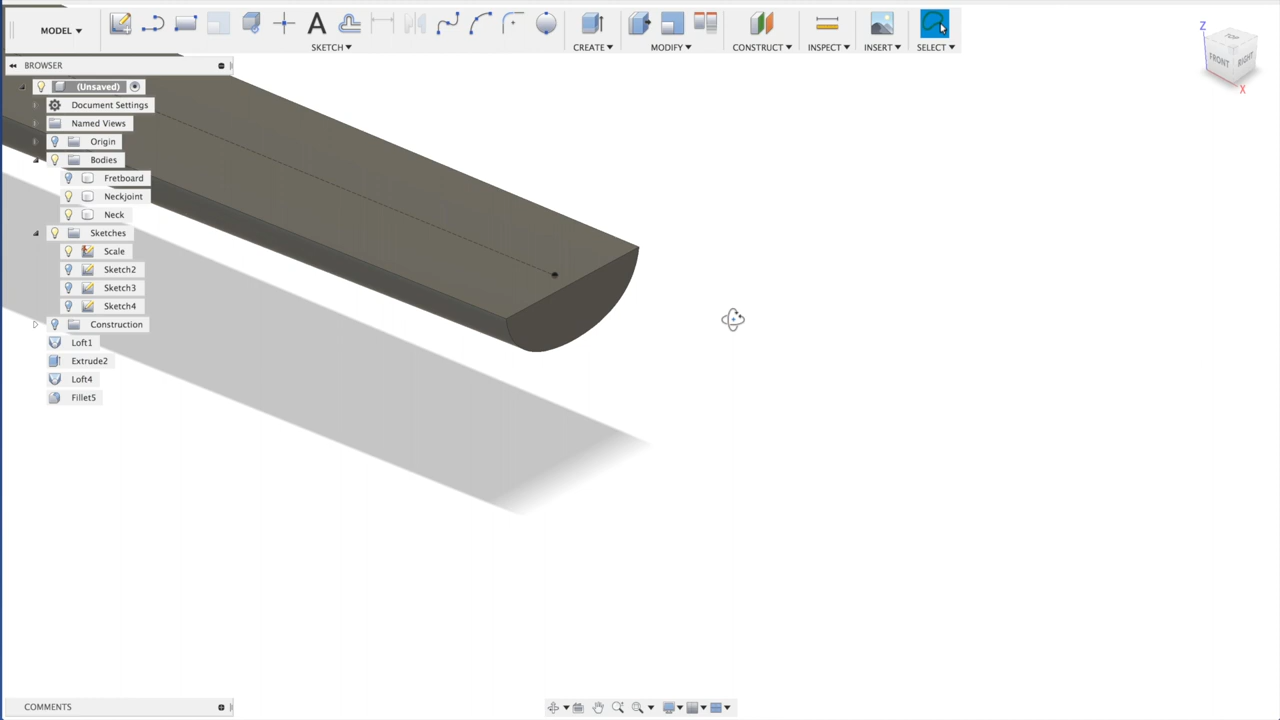 MODEL
SKETCH
CREATE
MODIFY
CONSTRUCT
INSPECT
INSERT
SELECT
BROWSER
(Unsaved)
Document Settings
Named Views
Origin
Bodies
Fretboard
Neckjoint
Neck
Sketches
Scale
Sketch2
Sketch3
Sketch4
Construction
Loft1
Extrude2
Loft4
Fillet5
COMMENTS
Z
TOP
FRONT
RIGHT
X